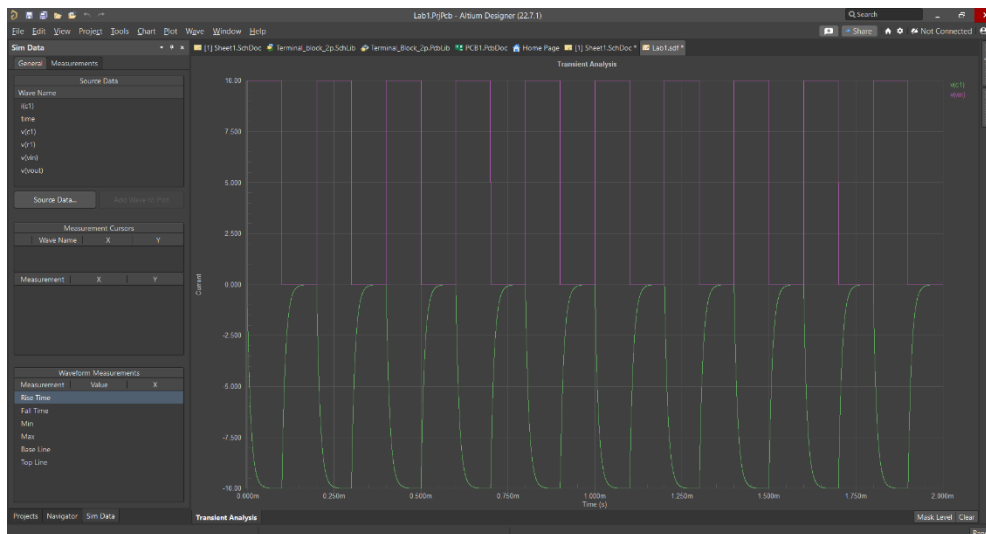 Lab1.PrjPcb - Altium Designer (22.7.1)
Search
File Edit View Project Tools Chart Plot Wave Window Help
Share
Not Connected
Sim Data
[1] Sheet1.SchDoc Terminal_block_2p.SchLib Terminal_Block_2p.PcbLib PCB1.PcbDoc Home Page [1] Sheet1.SchDoc * Lab1.sdf *
General Measurements
Source Data
Wave Name
i(c1)
time
v(c1)
v(r1)
v(vin)
v(vout)
Source Data... Add Wave to Plot...
Measurement Cursors
Wave Name X Y
Measurement X Y
Waveform Measurements
Measurement Value X
Rise Time
Fall Time
Min
Max
Base Line
Top Line
Projects Navigator Sim Data
Transient Analysis
v(c1)
v(vin)
10.00
7.500
5.000
2.500
0.000
-2.500
-5.000
-7.500
-10.00
Current
0.000m 0.250m 0.500m 0.750m 1.000m 1.250m 1.500m 1.750m 2.000m
Time (s)
Transient Analysis
Mask Level Clear